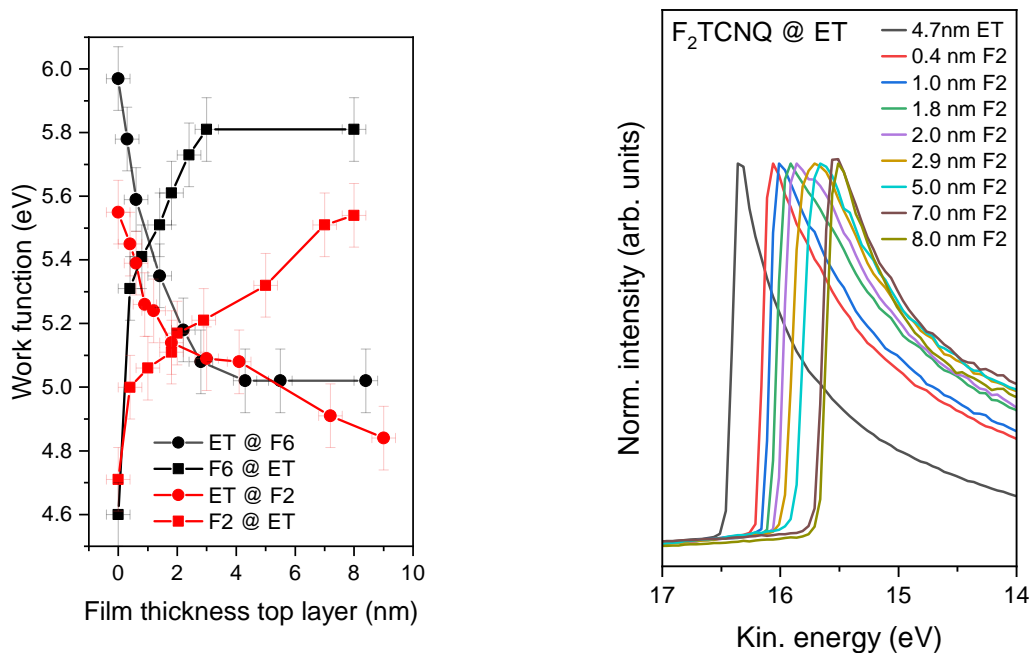 6.0
5.8
5.6
5.4
5.2
5.0
4.8
4.6
Work function (eV)
ET @ F6
F6 @ ET
ET @ F2
F2 @ ET
0 2 4 6 8 10
Film thickness top layer (nm)
F₂TCNQ @ ET
4.7nm ET
0.4 nm F2
1.0 nm F2
1.8 nm F2
2.0 nm F2
2.9 nm F2
5.0 nm F2
7.0 nm F2
8.0 nm F2
Norm. intensity (arb. units)
17 16 15 14
Kin. energy (eV)